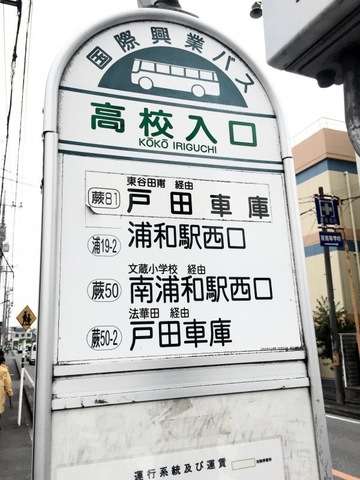 国際興業バス
高校入口
KŌKŌ IRIGUCHI
東谷田甫 経由
蕨81 戸田車庫
浦19-2 浦和駅西口
文蔵小学校 経由
蕨50 南浦和駅西口
法華田 経由
蕨50-2 戸田車庫
運行系統及び運賃